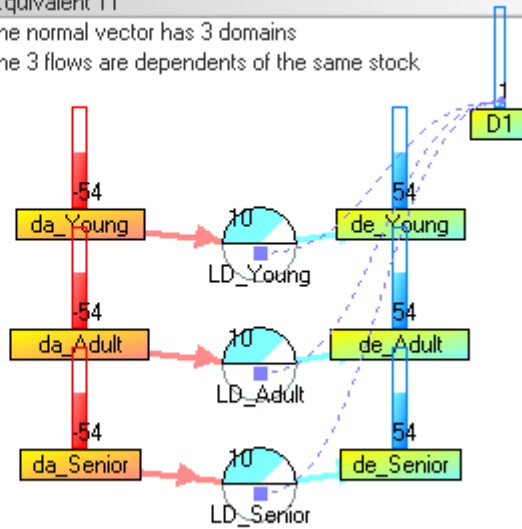 Equivalent 11
he normal vector has 3 domains
he 3 flows are dependents of the same stock
1
D1
-54
10
54
da_Young
de_Young
LD_Young
-54
10
54
da_Adult
de_Adult
LD_Adult
-54
10
54
da_Senior
de_Senior
LD_Senior